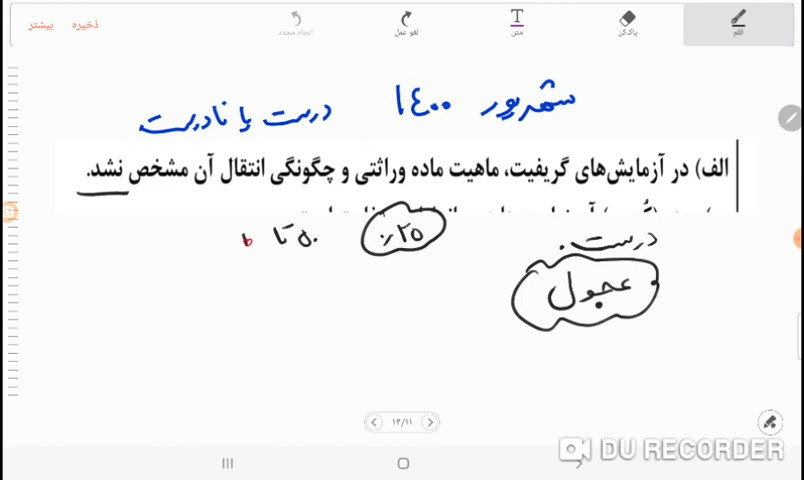 ذخیره
بیشتر
انجام مجدد
لغو عمل
متن
پاک‌کن
قلم
شهریور ۱۴۰۰ درست یا نادرست
الف) در آزمایش‌های گریفیت، ماهیت ماده وراثتی و چگونگی انتقال آن مشخص نشد.
درست.
٪۲۵
۵۰ تا
عجول
۱۴/۱۱
DU RECORDER